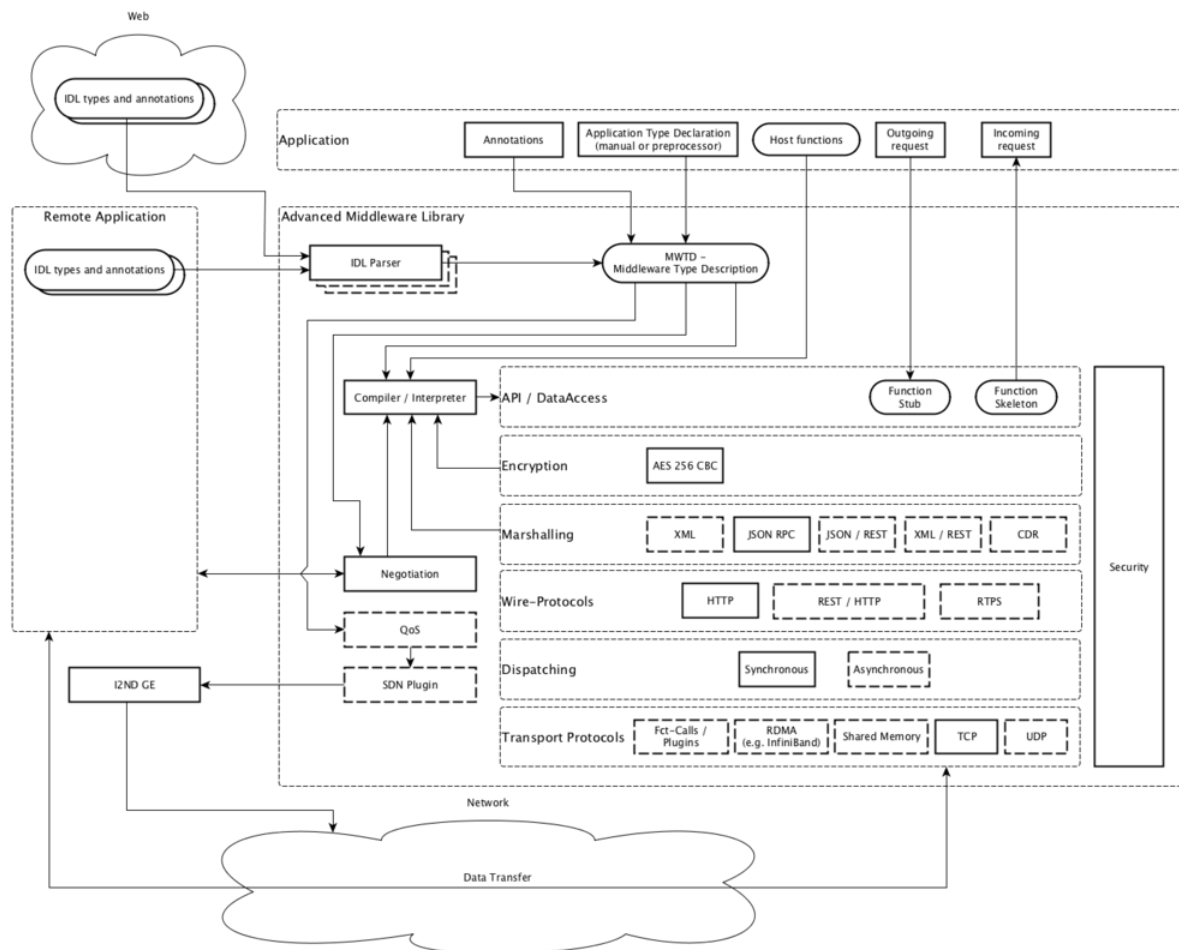 Web
IDL types and annotations
Application
Annotations
Application Type Declaration
(manual or preprocessor)
Host functions
Outgoing
request
Incoming
request
Remote Application
IDL types and annotations
Advanced Middleware Library
IDL Parser
MWTD –
Middleware Type Description
Compiler / Interpreter
API / DataAccess
Function
Stub
Function
Skeleton
Encryption
AES 256 CBC
Marshalling
XML
JSON RPC
JSON / REST
XML / REST
CDR
Security
Negotiation
Wire-Protocols
HTTP
REST / HTTP
RTPS
QoS
Dispatching
Synchronous
Asynchronous
I2ND GE
SDN Plugin
Transport Protocols
Fct-Calls /
Plugins
RDMA
(e.g. InfiniBand)
Shared Memory
TCP
UDP
Network
Data Transfer